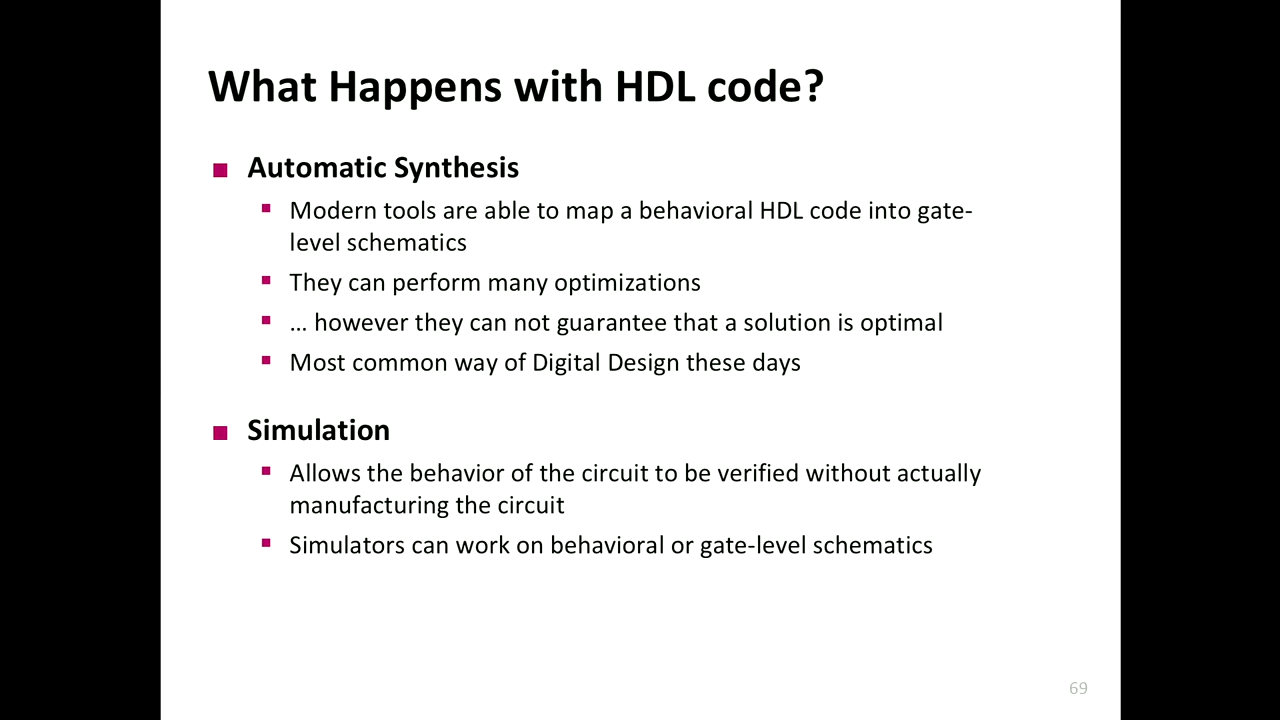 What Happens with HDL code?
Automatic Synthesis
Modern tools are able to map a behavioral HDL code into gate-
level schematics
They can perform many optimizations
… however they can not guarantee that a solution is optimal
Most common way of Digital Design these days
Simulation
Allows the behavior of the circuit to be verified without actually
manufacturing the circuit
Simulators can work on behavioral or gate-level schematics
69